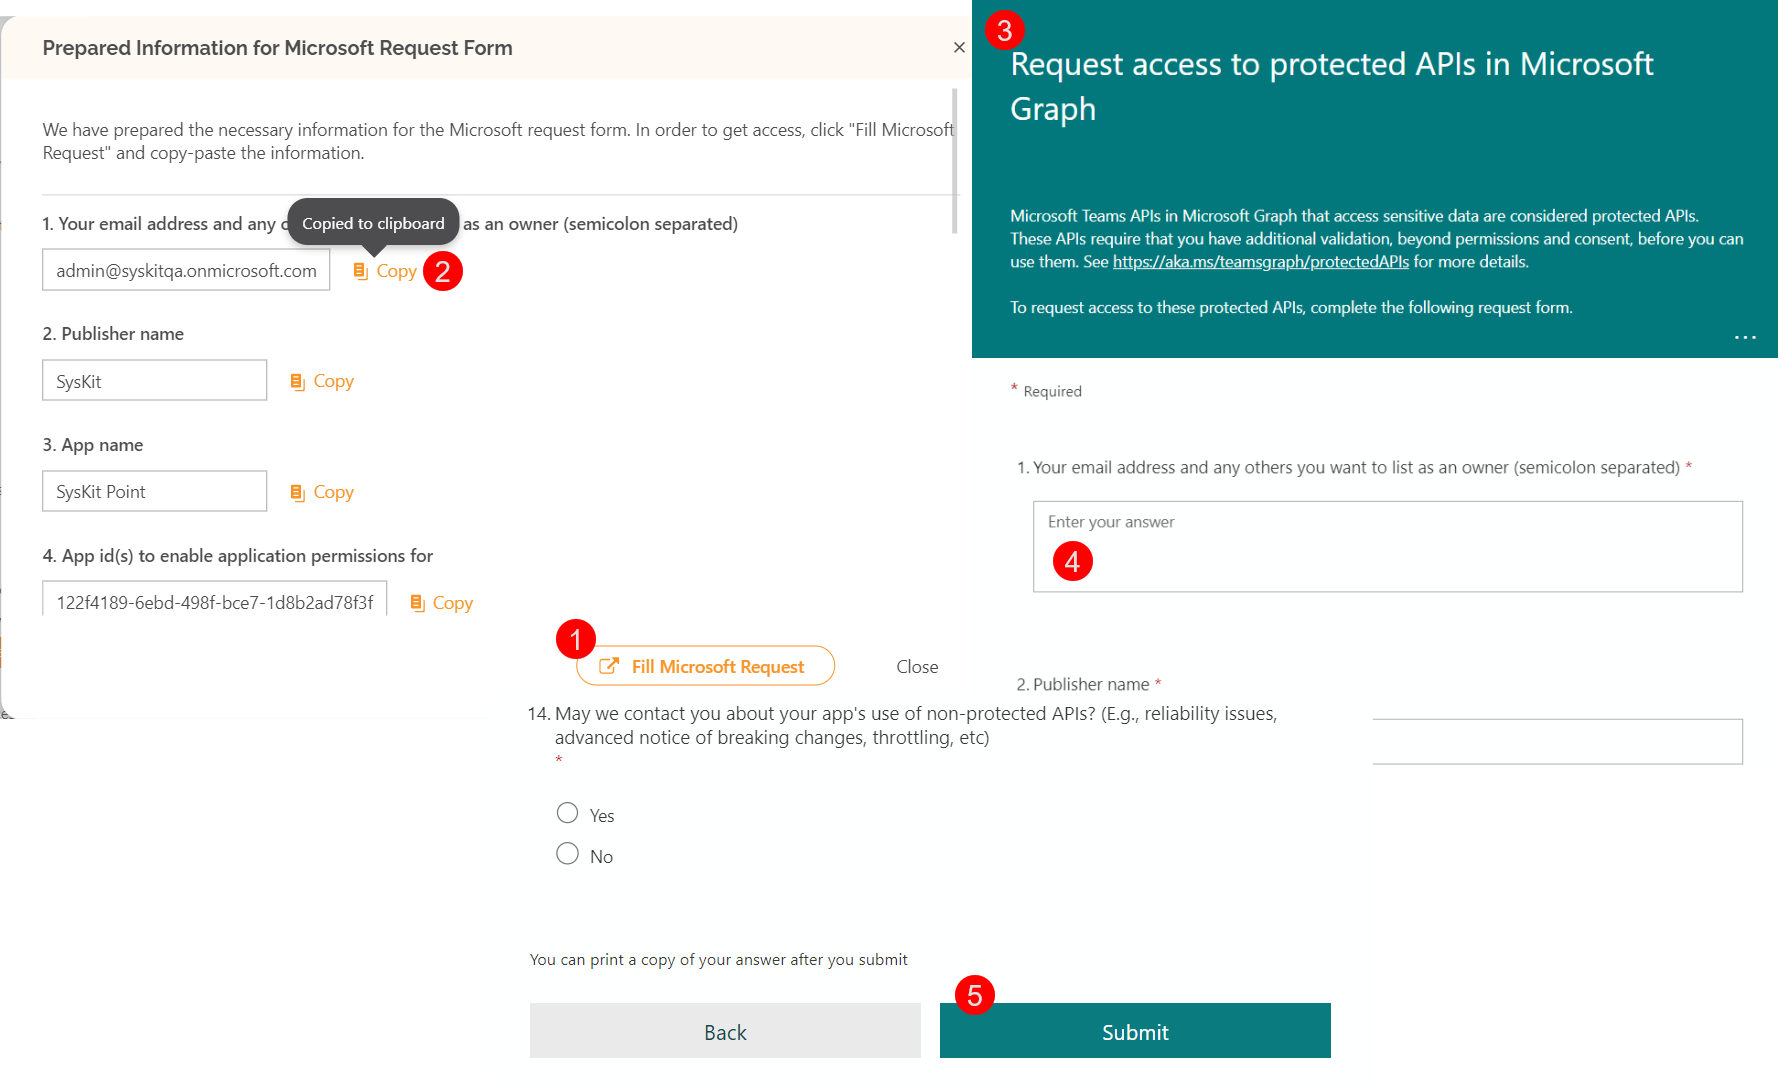 Prepared Information for Microsoft Request Form
We have prepared the necessary information for the Microsoft request form. In order to get access, click "Fill Microsoft
Request" and copy-paste the information.
1. Your email address and any o
Copied to clipboard
as an owner (semicolon separated)
admin@syskitqa.onmicrosoft.com
Copy
2
2. Publisher name
SysKit
Copy
3. App name
SysKit Point
Copy
4. App id(s) to enable application permissions for
122f4189-6ebd-498f-bce7-1d8b2ad78f3f
Copy
1
Fill Microsoft Request
Close
3
Request access to protected APIs in Microsoft
Graph
Microsoft Teams APIs in Microsoft Graph that access sensitive data are considered protected APIs.
These APIs require that you have additional validation, beyond permissions and consent, before you can
use them. See https://aka.ms/teamsgraph/protectedAPIs for more details.
To request access to these protected APIs, complete the following request form.
...
* Required
1. Your email address and any others you want to list as an owner (semicolon separated) *
Enter your answer
4
2. Publisher name *
14. May we contact you about your app's use of non-protected APIs? (E.g., reliability issues,
advanced notice of breaking changes, throttling, etc)
*
Yes
No
You can print a copy of your answer after you submit
5
Back
Submit